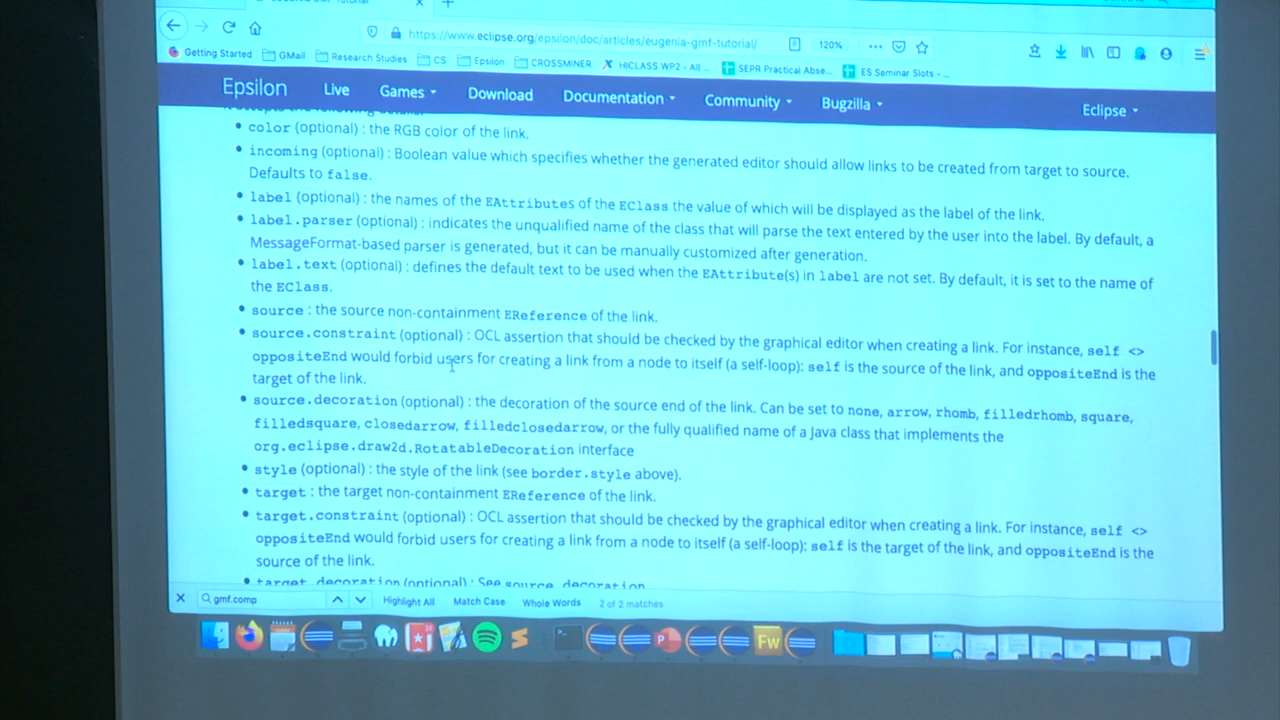 https://www.eclipse.org/epsilon/doc/articles/eugenia-gmf-tutorial/
120%
Getting Started
GMail
Research Studies
CS
Epsilon
CROSSMINER
HiCLASS WP2 - All ...
SEPR Practical Abse...
ES Seminar Slots - ...
Epsilon
Live
Games
Download
Documentation
Community
Bugzilla
Eclipse
color (optional) : the RGB color of the link.
incoming (optional) : Boolean value which specifies whether the generated editor should allow links to be created from target to source.
Defaults to false.
label (optional) : the names of the EAttributes of the EClass the value of which will be displayed as the label of the link.
label.parser (optional) : indicates the unqualified name of the class that will parse the text entered by the user into the label. By default, a
MessageFormat-based parser is generated, but it can be manually customized after generation.
label.text (optional) : defines the default text to be used when the EAttribute(s) in label are not set. By default, it is set to the name of
the EClass.
source : the source non-containment EReference of the link.
source.constraint (optional) : OCL assertion that should be checked by the graphical editor when creating a link. For instance, self <>
oppositeEnd would forbid users for creating a link from a node to itself (a self-loop): self is the source of the link, and oppositeEnd is the
target of the link.
source.decoration (optional) : the decoration of the source end of the link. Can be set to none, arrow, rhomb, filledrhomb, square,
filledsquare, closedarrow, filledclosedarrow, or the fully qualified name of a Java class that implements the
org.eclipse.draw2d.RotatableDecoration interface
style (optional) : the style of the link (see border.style above).
target : the target non-containment EReference of the link.
target.constraint (optional) : OCL assertion that should be checked by the graphical editor when creating a link. For instance, self <>
oppositeEnd would forbid users for creating a link from a node to itself (a self-loop): self is the target of the link, and oppositeEnd is the
source of the link.
target.decoration (optional) : See source.decoration
gmf.comp
Highlight All
Match Case
Whole Words
2 of 2 matches
Fw